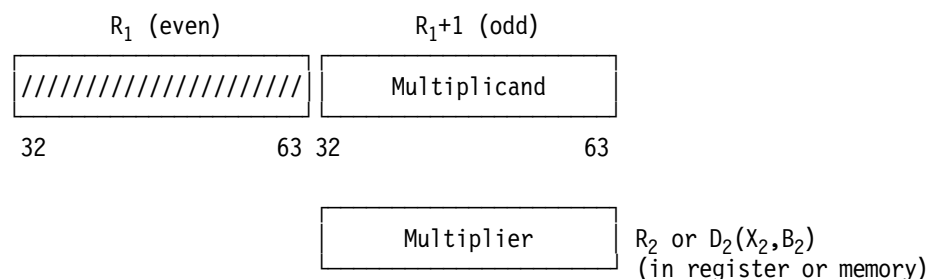 R₁ (even) R₁+1 (odd)
////////////////////// Multiplicand
32 63 32 63
Multiplier R₂ or D₂(X₂,B₂)
(in register or memory)